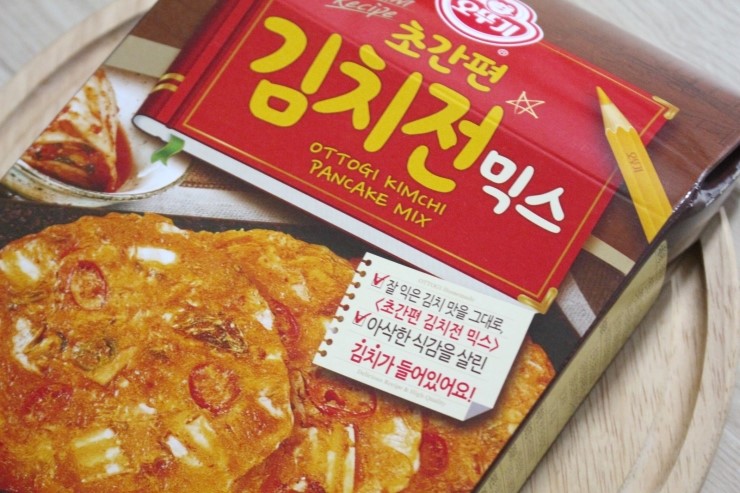 Recipe
오뚜기
초간편
김치전 믹스
OTTOGI KIMCHI
PANCAKE MIX
잘 익은 김치 맛을 그대로
<초간편 김치전 믹스>
아삭한 식감을 살린
김치가 들어있어요!